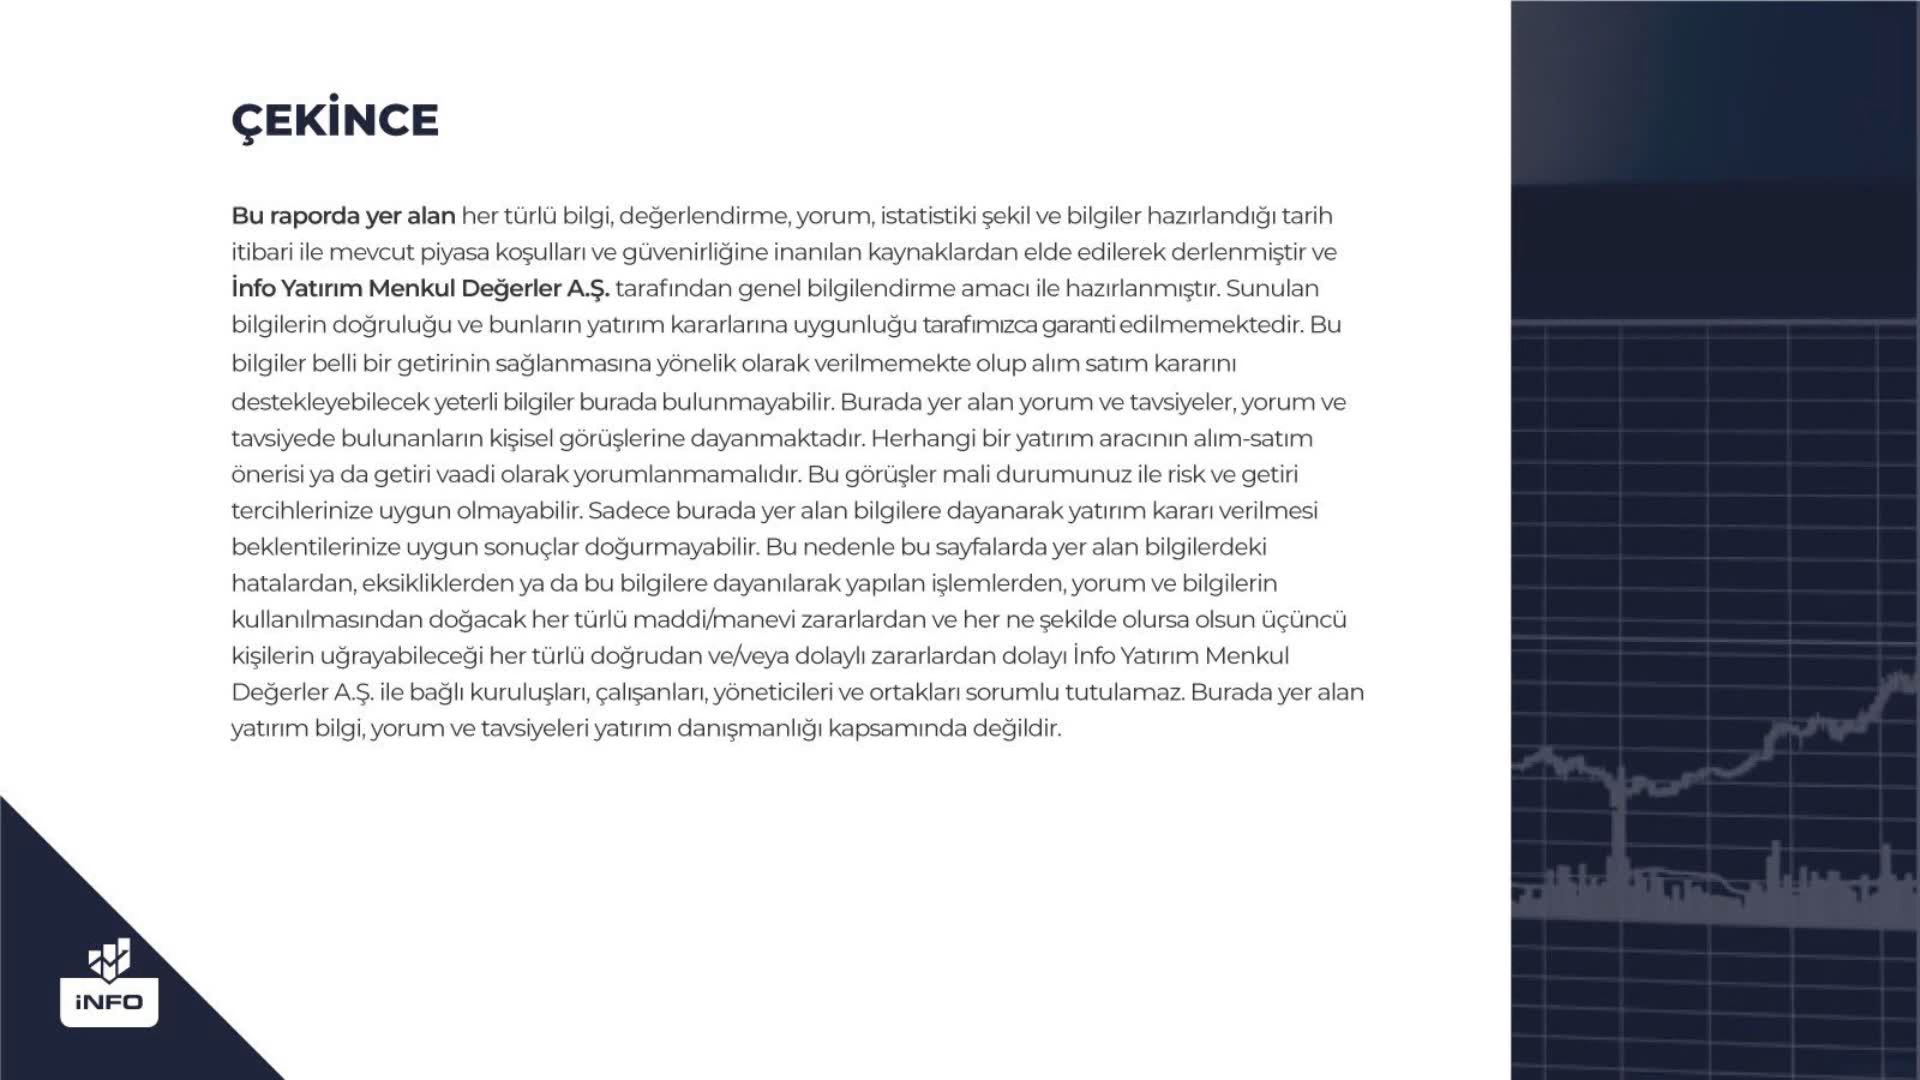 ÇEKİNCE
Bu raporda yer alan her türlü bilgi, değerlendirme, yorum, istatistiki şekil ve bilgiler hazırlandığı tarih
itibari ile mevcut piyasa koşulları ve güvenirliğine inanılan kaynaklardan elde edilerek derlenmiştir ve
İnfo Yatırım Menkul Değerler A.Ş. tarafından genel bilgilendirme amacı ile hazırlanmıştır. Sunulan
bilgilerin doğruluğu ve bunların yatırım kararlarına uygunluğu tarafımızca garanti edilmemektedir. Bu
bilgiler belli bir getirinin sağlanmasına yönelik olarak verilmemekte olup alım satım kararını
destekleyebilecek yeterli bilgiler burada bulunmayabilir. Burada yer alan yorum ve tavsiyeler, yorum ve
tavsiyede bulunanların kişisel görüşlerine dayanmaktadır. Herhangi bir yatırım aracının alım-satım
önerisi ya da getiri vaadi olarak yorumlanmamalıdır. Bu görüşler mali durumunuz ile risk ve getiri
tercihlerinize uygun olmayabilir. Sadece burada yer alan bilgilere dayanarak yatırım kararı verilmesi
beklentilerinize uygun sonuçlar doğurmayabilir. Bu nedenle bu sayfalarda yer alan bilgilerdeki
hatalardan, eksikliklerden ya da bu bilgilere dayanılarak yapılan işlemlerden, yorum ve bilgilerin
kullanılmasından doğacak her türlü maddi/manevi zararlardan ve her ne şekilde olursa olsun üçüncü
kişilerin uğrayabileceği her türlü doğrudan ve/veya dolaylı zararlardan dolayı İnfo Yatırım Menkul
Değerler A.Ş. ile bağlı kuruluşları, çalışanları, yöneticileri ve ortakları sorumlu tutulamaz. Burada yer alan
yatırım bilgi, yorum ve tavsiyeleri yatırım danışmanlığı kapsamında değildir.
iNFO